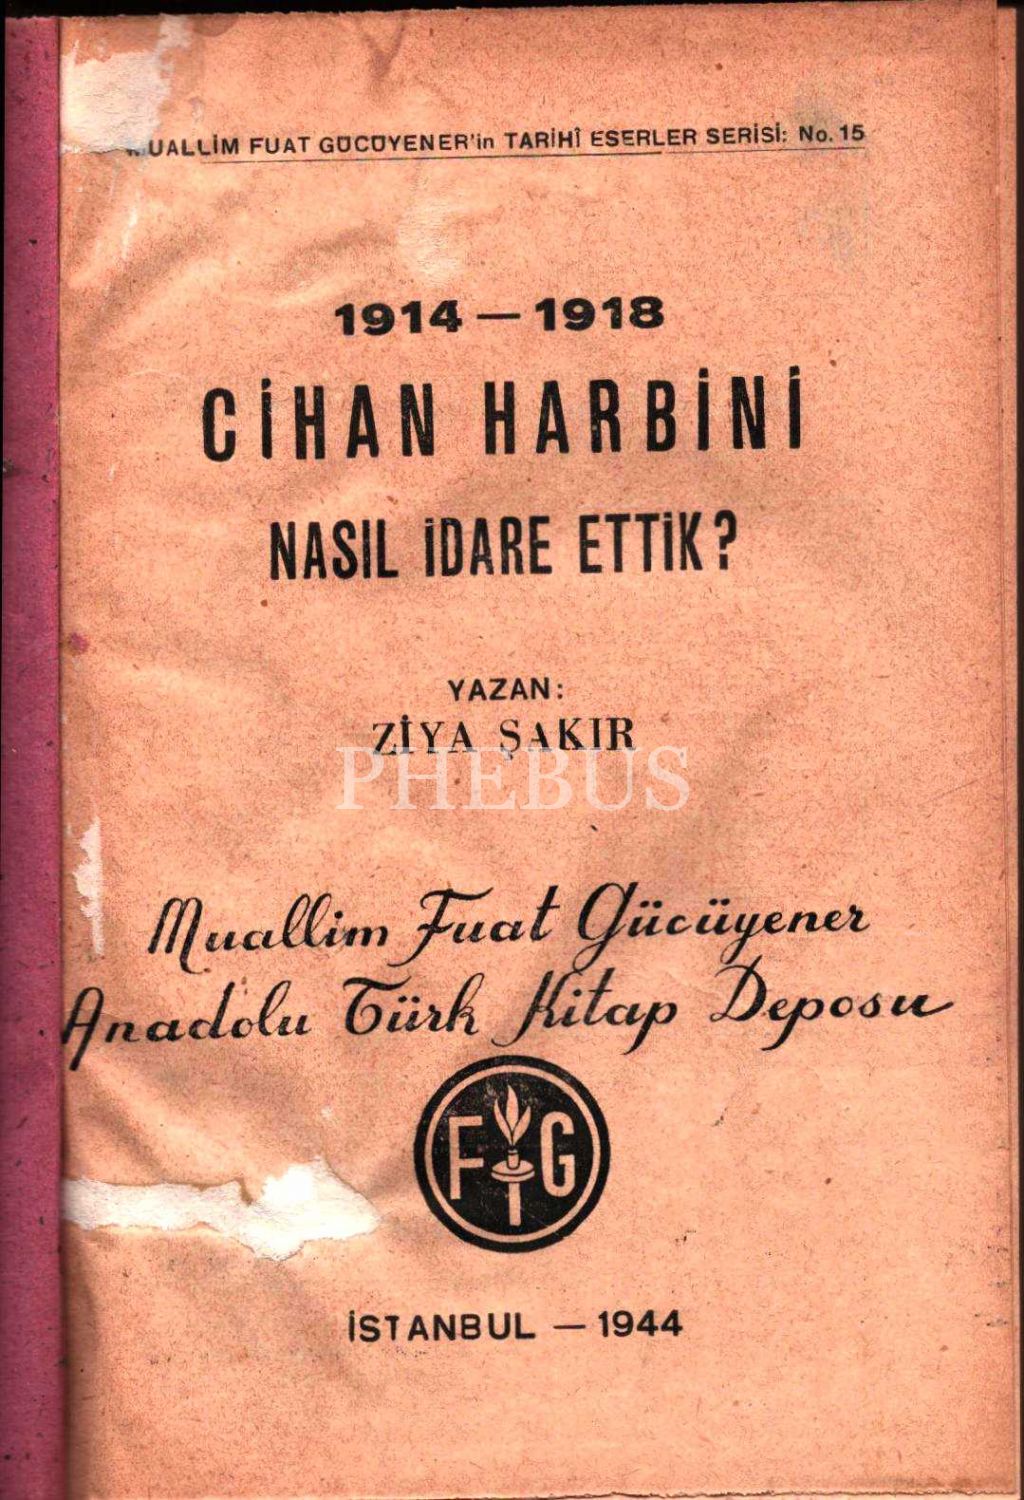 MUALLİM FUAT GÜCÜYENER'in TARİHÎ ESERLER SERİSİ: No. 15
1914 — 1918
CİHAN HARBİNİ
NASIL İDARE ETTİK?
YAZAN:
ZİYA ŞAKIR
PHEBUS
Muallim Fuat Gücüyener
Anadolu Türk Kitap Deposu
F G
İSTANBUL — 1944